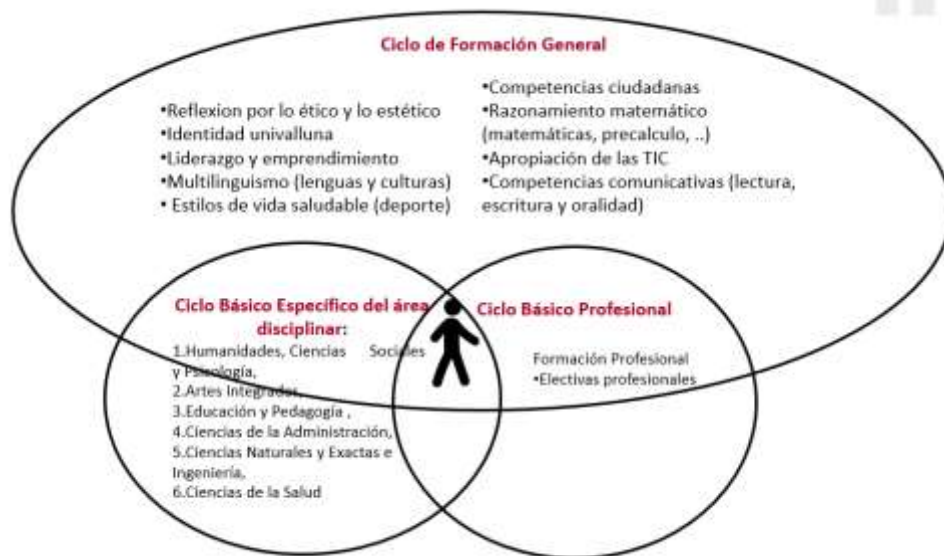 Ciclo de Formación General
•Reflexion por lo ético y lo estético
•Identidad univalluna
•Liderazgo y emprendimiento
•Multilinguismo (lenguas y culturas)
• Estilos de vida saludable (deporte)
•Competencias ciudadanas
•Razonamiento matemático
(matemáticas, precalculo, ..)
•Apropiación de las TIC
•Competencias comunicativas (lectura,
escritura y oralidad)
Ciclo Básico Específico del área
disciplinar:
1.Humanidades, Ciencias Sociales
y Psicología,
2.Artes Integrados,
3.Educación y Pedagogía ,
4.Ciencias de la Administración,
5.Ciencias Naturales y Exactas e
Ingeniería,
6.Ciencias de la Salud
Ciclo Básico Profesional
Formación Profesional
•Electivas profesionales